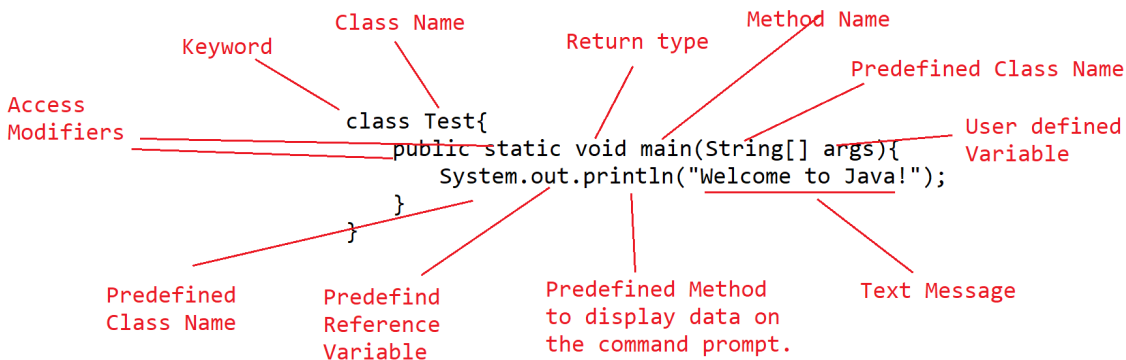 Class Name
Method Name
Keyword
Return type
Predefined Class Name
Access
Modifiers
class Test{
User defined
Variable
public static void main(String[] args){
System.out.println("Welcome to Java!");
}
}
Predefined
Class Name
Predefind
Reference
Variable
Predefined Method
to display data on
the command prompt.
Text Message